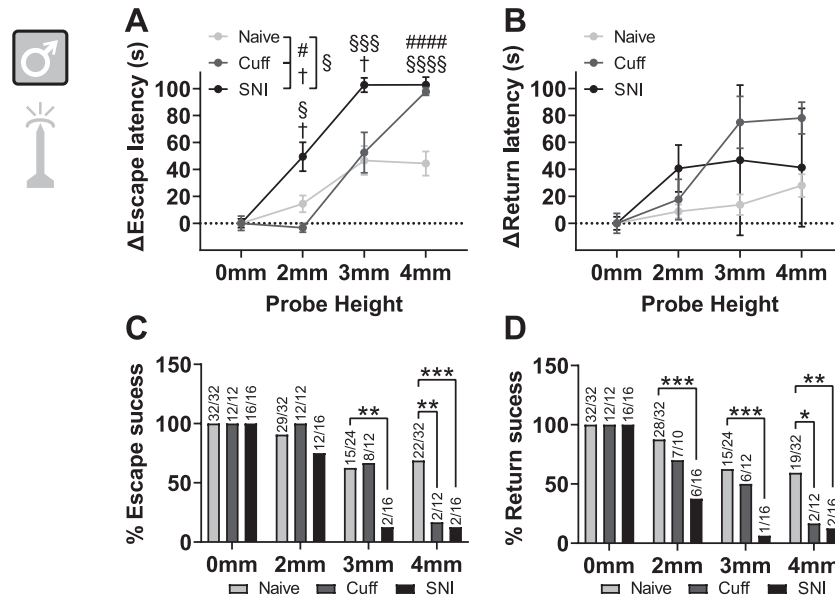 A
Naive
Cuff
SNI
#
†
§
§
†
§§§
†
####
§§§§
ΔEscape latency (s)
100
80
60
40
20
0
0mm 2mm 3mm 4mm
Probe Height
B
Naive
Cuff
SNI
ΔReturn latency (s)
100
80
60
40
20
0
0mm 2mm 3mm 4mm
Probe Height
C
% Escape sucess
150
100
50
0
32/32 12/12 16/16
29/32 12/12 12/16
15/24 8/12 2/16
22/32 2/12 2/16
**
***
**
0mm 2mm 3mm 4mm
Naive Cuff SNI
D
% Return sucess
150
100
50
0
32/32 12/12 16/16
28/32 7/10 6/16
15/24 6/12 1/16
19/32 2/12 2/16
***
***
**
*
0mm 2mm 3mm 4mm
Naive Cuff SNI